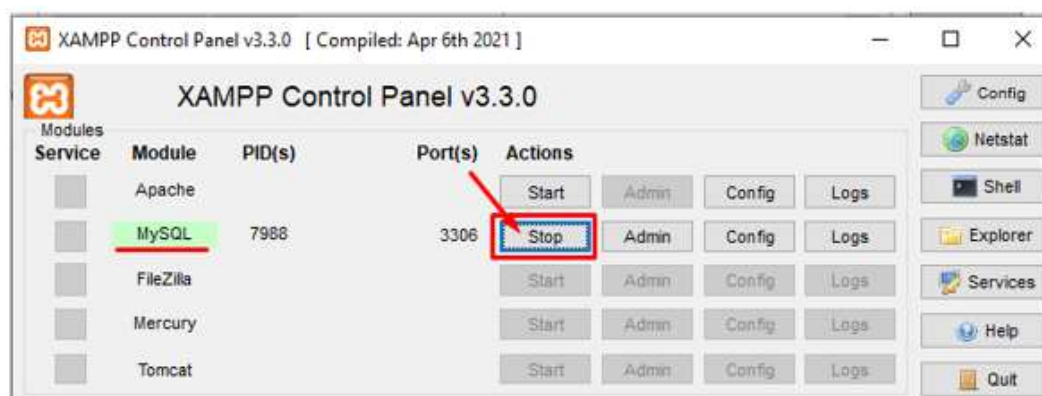 XAMPP Control Panel v3.3.0 [ Compiled: Apr 6th 2021 ]
XAMPP Control Panel v3.3.0
Config
Modules
Netstat
Service Module PID(s) Port(s) Actions
Apache Start Admin Config Logs
Shell
MySQL 7988 3306 Stop Admin Config Logs
Explorer
FileZilla Start Admin Config Logs
Services
Mercury Start Admin Config Logs
Help
Tomcat Start Admin Config Logs
Quit